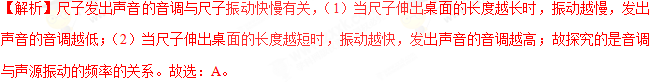 【解析】尺子发出声音的音调与尺子振动快慢有关，（1）当尺子伸出桌面的长度越长时，振动越慢，发出
声音的音调越低；（2）当尺子伸出桌面的长度越短时，振动越快，发出声音的音调越高；故探究的是音调
与声源振动的频率的关系。故选：A。